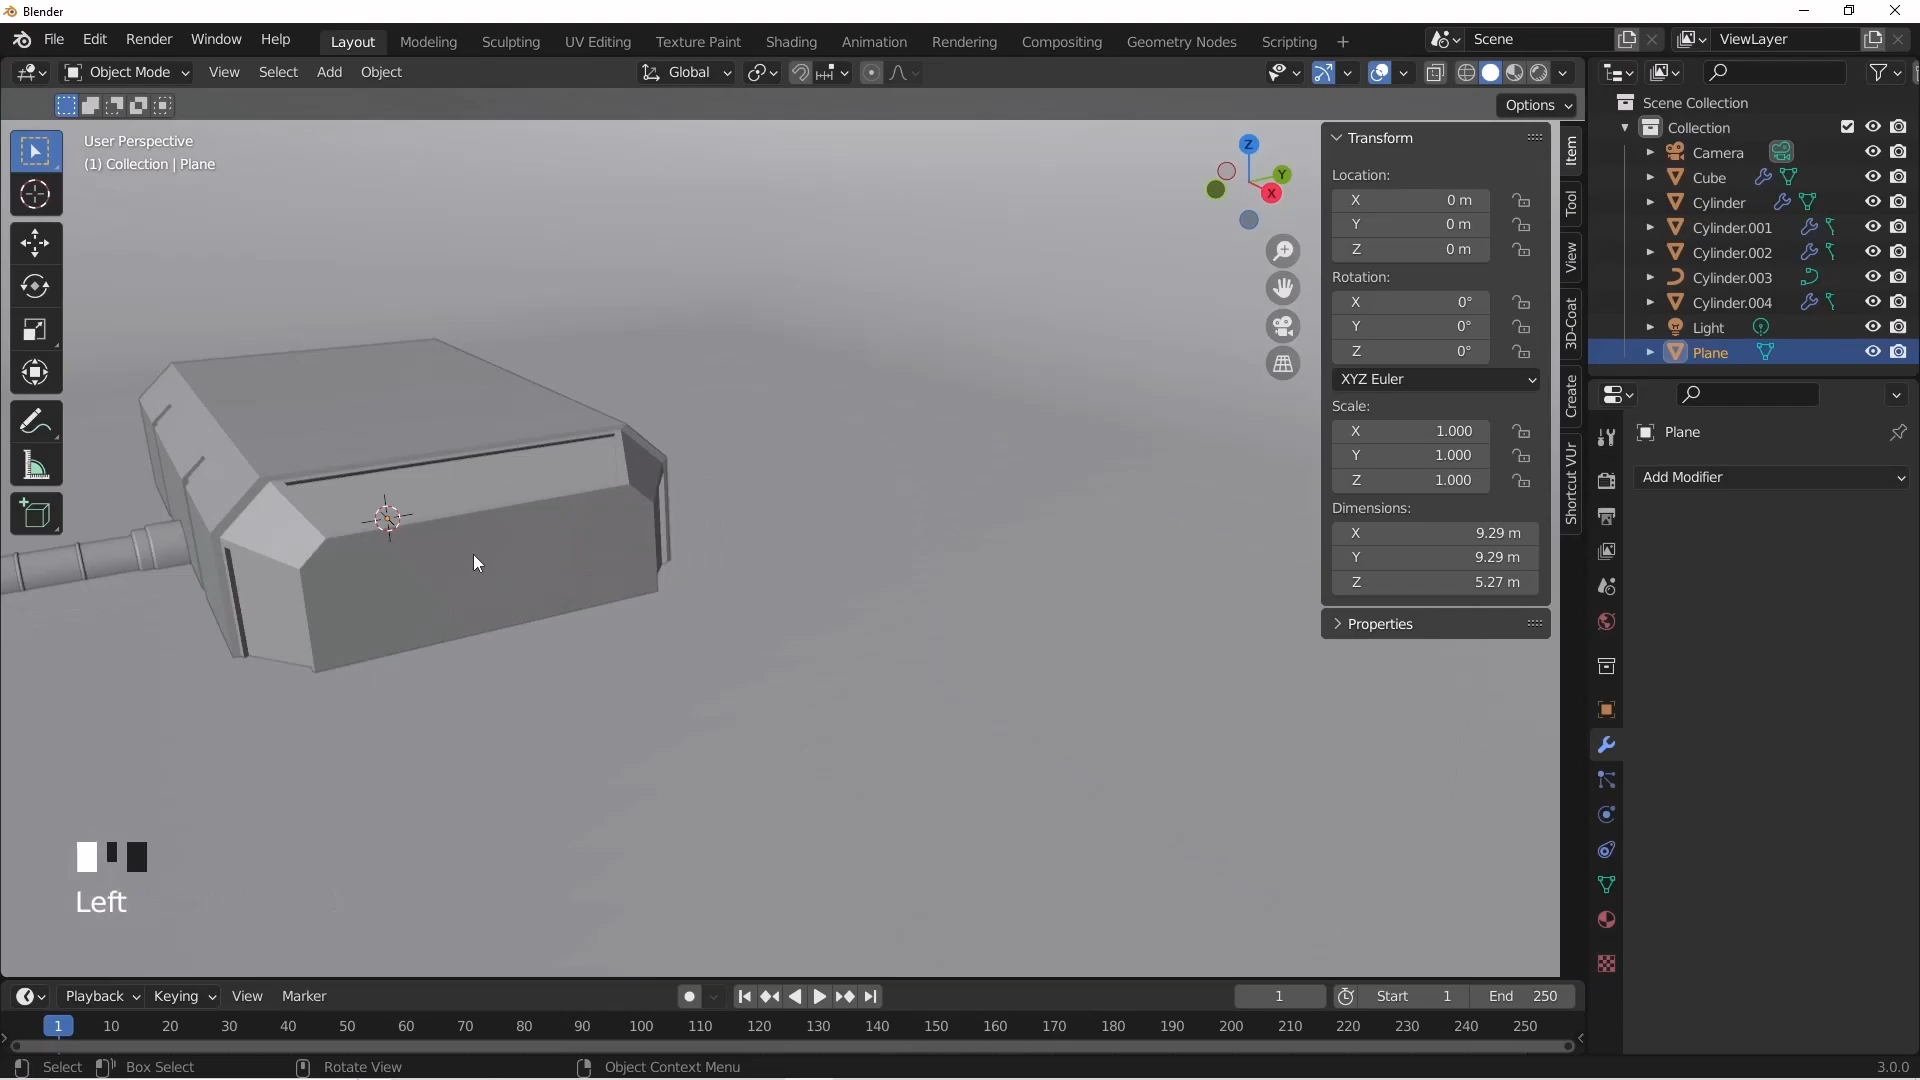 Blender
File Edit Render Window Help Layout Modeling Sculpting UV Editing Texture Paint Shading Animation Rendering Compositing Geometry Nodes Scripting + Scene ViewLayer
Object Mode View Select Add Object Global
Options
User Perspective
(1) Collection | Plane
Z
Y
X
Transform
Location:
X 0 m
Y 0 m
Z 0 m
Rotation:
X 0°
Y 0°
Z 0°
XYZ Euler
Scale:
X 1.000
Y 1.000
Z 1.000
Dimensions:
X 9.29 m
Y 9.29 m
Z 5.27 m
Properties
Item
Tool
View
3D-Coat
Create
Shortcut VUr
Scene Collection
Collection
Camera
Cube
Cylinder
Cylinder.001
Cylinder.002
Cylinder.003
Cylinder.004
Light
Plane
Plane
Add Modifier
Left
Playback Keying View Marker 1 Start 1 End 250
1 10 20 30 40 50 60 70 80 90 100 110 120 130 140 150 160 170 180 190 200 210 220 230 240 250
Select Box Select Rotate View Object Context Menu 3.0.0